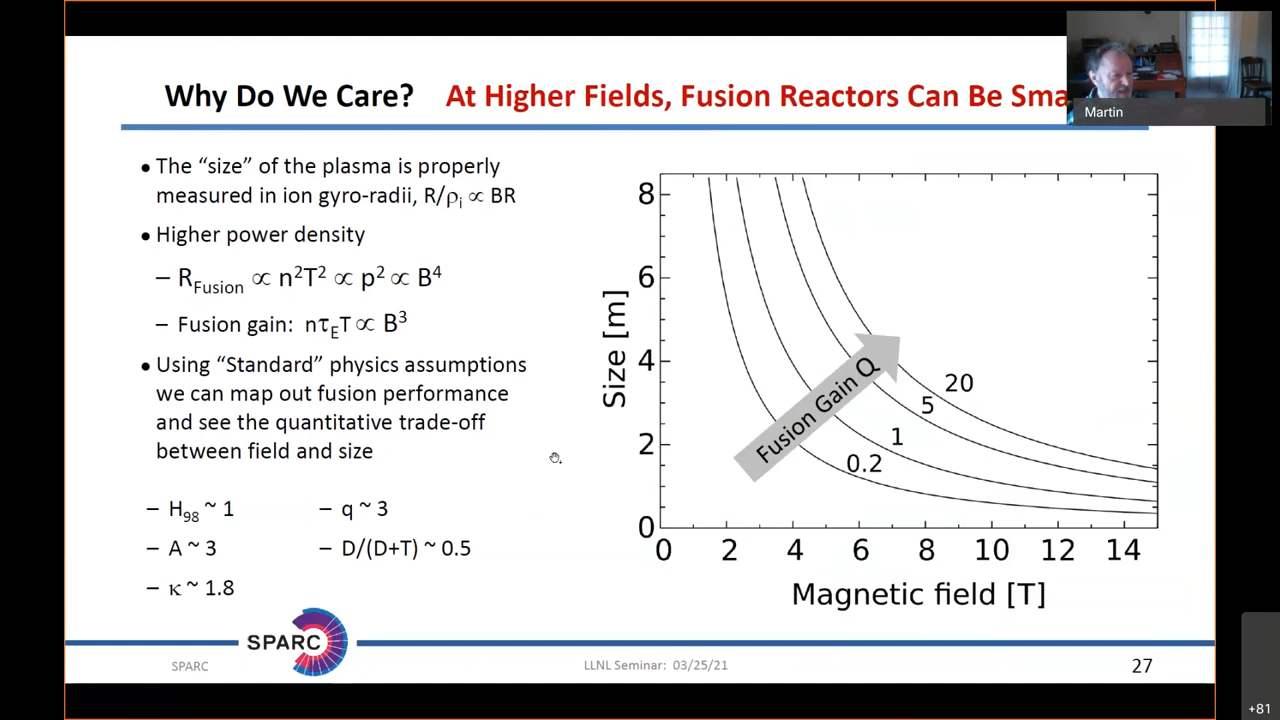 Why Do We Care? At Higher Fields, Fusion Reactors Can Be Sma
Martin
• The “size” of the plasma is properly
measured in ion gyro-radii, R/ρi ∝ BR
• Higher power density
– RFusion ∝ n²T² ∝ p² ∝ B⁴
– Fusion gain: nτET ∝ B³
• Using “Standard” physics assumptions
we can map out fusion performance
and see the quantitative trade-off
between field and size
– H98 ~ 1
– q ~ 3
– A ~ 3
– D/(D+T) ~ 0.5
– κ ~ 1.8
Size [m]
8
6
4
2
0
Fusion Gain Q
20
5
1
0.2
0 2 4 6 8 10 12 14
Magnetic field [T]
SPARC
SPARC
LLNL Seminar: 03/25/21
27
+81